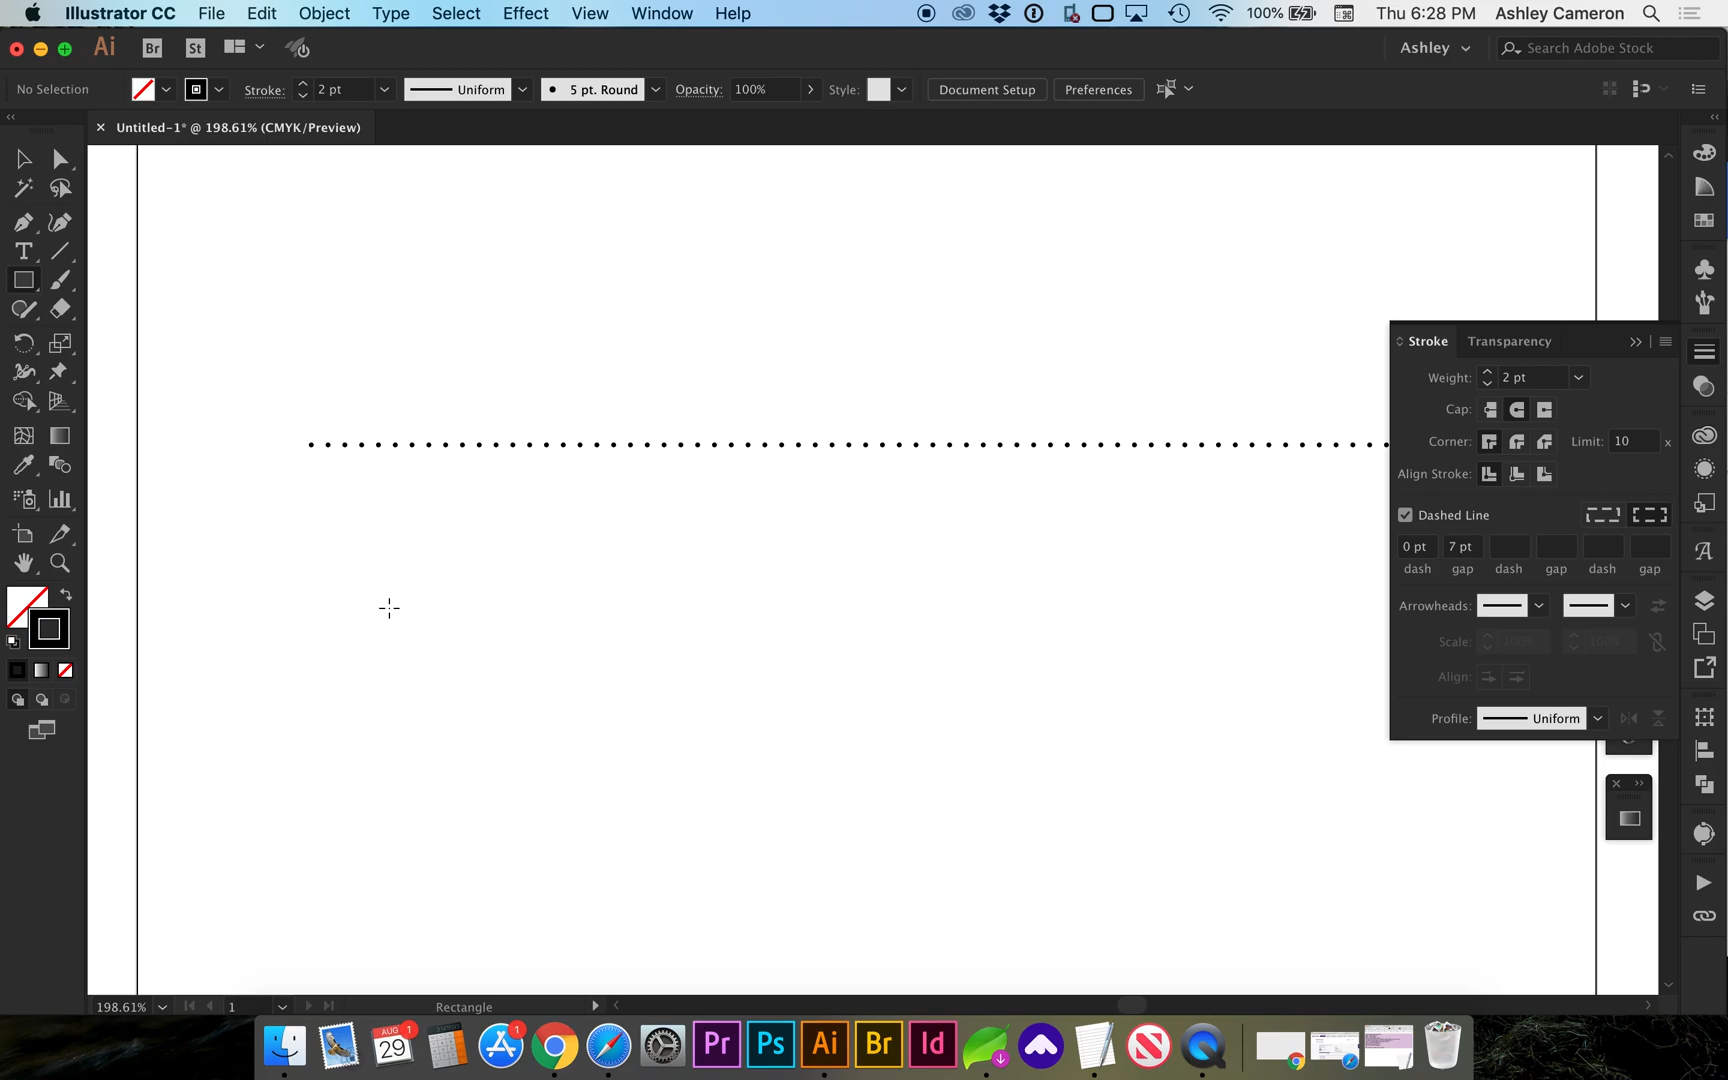 Illustrator CC File Edit Object Type Select Effect View Window Help 100% Thu 6:28 PM Ashley Cameron
Ai Br St Ashley Search Adobe Stock
No Selection Stroke: 2 pt Uniform 5 pt. Round Opacity: 100% Style: Document Setup Preferences
Untitled-1* @ 198.61% (CMYK/Preview)
Stroke Transparency
Weight: 2 pt
Cap:
Corner: Limit: 10 x
Align Stroke:
Dashed Line
0 pt 7 pt
dash gap dash gap dash gap
Arrowheads:
Scale: 100% 100%
Align:
Profile: Uniform
198.61% 1 Rectangle
AUG 1
29
1
Pr Ps Ai Br Id